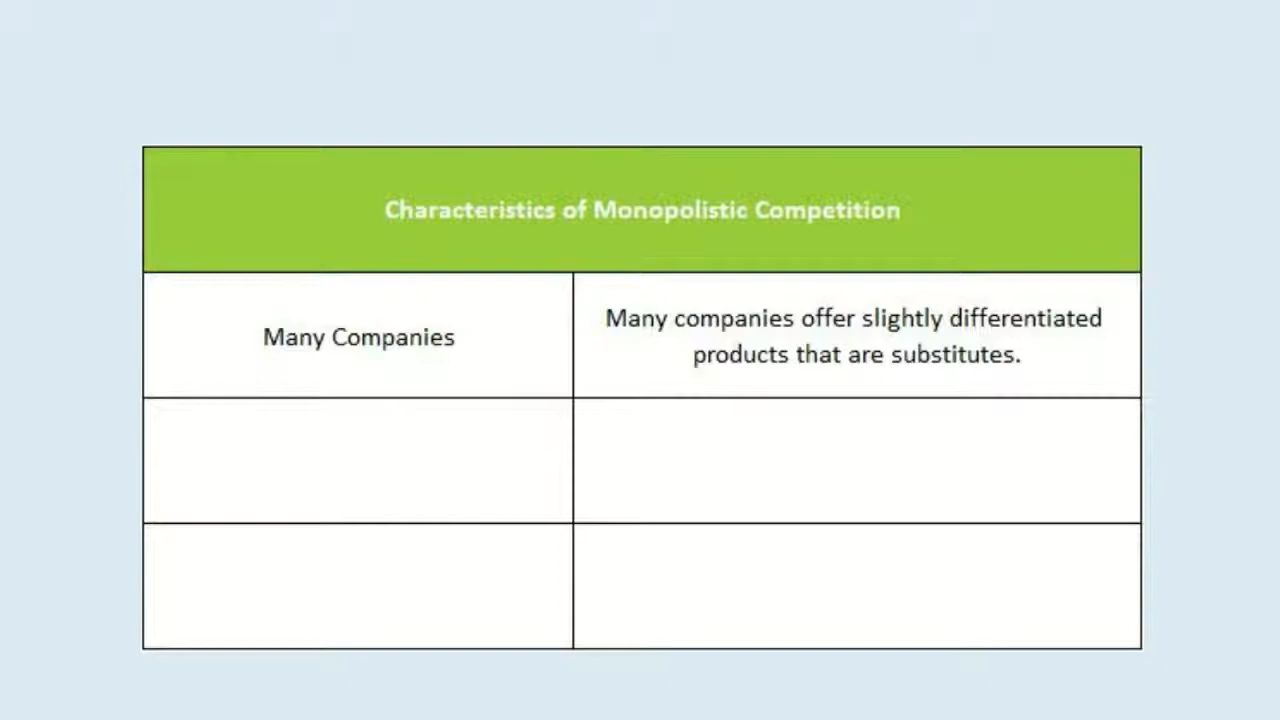 Characteristics of Monopolistic Competition
Many Companies
Many companies offer slightly differentiated
products that are substitutes.